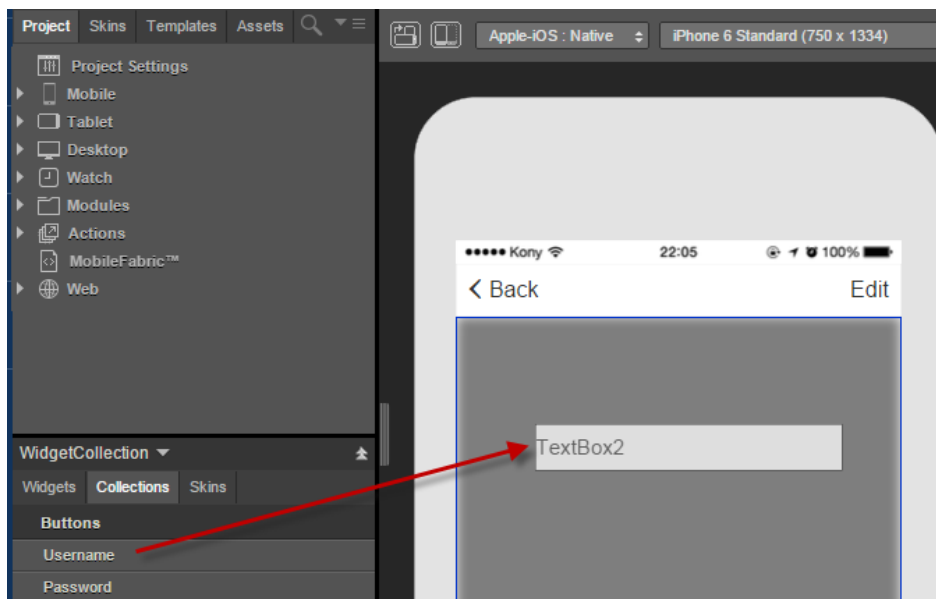 Project Skins Templates Assets
Project Settings
Mobile
Tablet
Desktop
Watch
Modules
Actions
MobileFabric™
Web
WidgetCollection
Widgets Collections Skins
Buttons
Username
Password
Apple-iOS : Native iPhone 6 Standard (750 x 1334)
Kony 22:05 100%
Back Edit
TextBox2